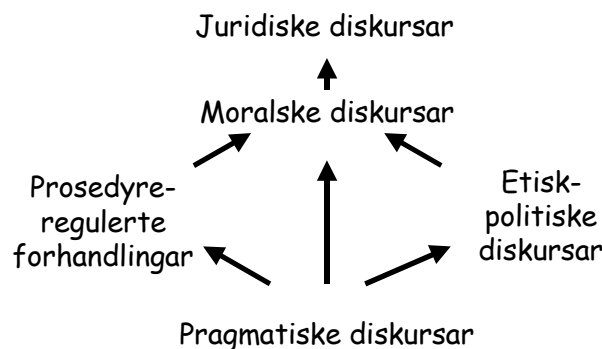 Juridiske diskursar
Moralske diskursar
Prosedyre-
regulerte
forhandlingar
Etisk-
politiske
diskursar
Pragmatiske diskursar